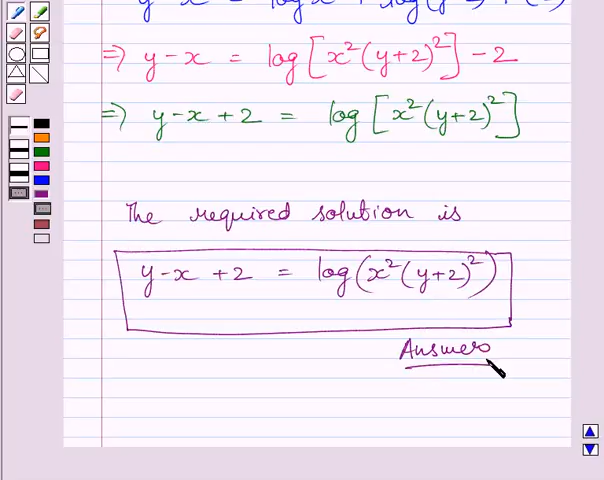 ⇒ y-x = log[x²(y+2)²] -2
⇒ y-x+2 = log[x²(y+2)²]
The required solution is
y-x+2 = log(x²(y+2)²)
Answer